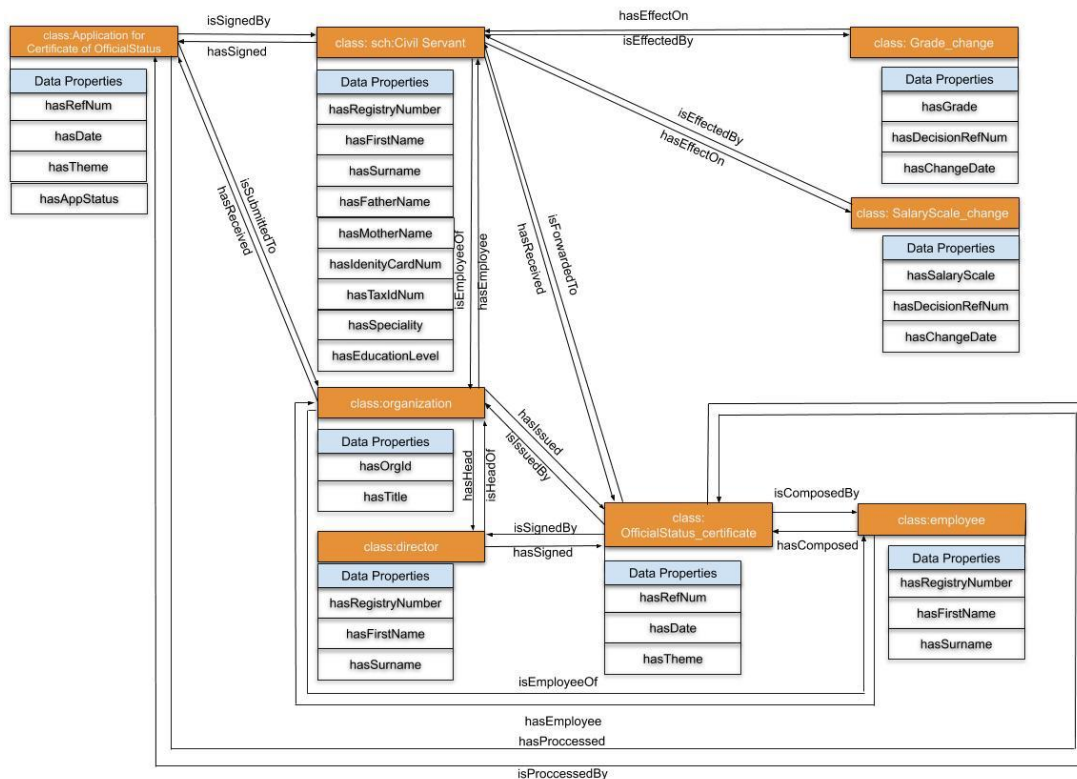 class:Application for
Certificate of OfficialStatus
Data Properties
hasRefNum
hasDate
hasTheme
hasAppStatus
isSignedBy
hasSigned
class: sch:Civil Servant
Data Properties
hasRegistryNumber
hasFirstName
hasSurname
hasFatherName
hasMotherName
hasIdenityCardNum
hasTaxIdNum
hasSpeciality
hasEducationLevel
hasEffectOn
isEffectedBy
class: Grade_change
Data Properties
hasGrade
hasDecisionRefNum
hasChangeDate
isEffectedBy
hasEffectOn
class: SalaryScale_change
Data Properties
hasSalaryScale
hasDecisionRefNum
hasChangeDate
isSubmittedTo
hasReceived
isEmployeeOf
hasEmployee
isForwardedTo
hasReceived
class:organization
Data Properties
hasOrgId
hasTitle
hasIssued
isIssuedBy
hasHead
isHeadOf
class:director
Data Properties
hasRegistryNumber
hasFirstName
hasSurname
isSignedBy
hasSigned
class:
OfficialStatus_certificate
Data Properties
hasRefNum
hasDate
hasTheme
isComposedBy
hasComposed
class:employee
Data Properties
hasRegistryNumber
hasFirstName
hasSurname
isEmployeeOf
hasEmployee
hasProccessed
isProccessedBy